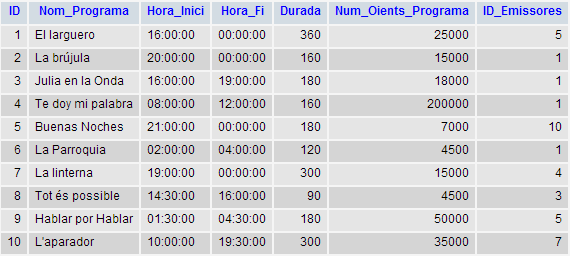 ID Nom_Programa Hora_Inici Hora_Fi Durada Num_Oients_Programa ID_Emissores
1 El larguero 16:00:00 00:00:00 360 25000 5
2 La brújula 20:00:00 00:00:00 160 15000 1
3 Julia en la Onda 16:00:00 19:00:00 180 18000 1
4 Te doy mi palabra 08:00:00 12:00:00 160 200000 1
5 Buenas Noches 21:00:00 00:00:00 180 7000 10
6 La Parroquia 02:00:00 04:00:00 120 4500 1
7 La linterna 19:00:00 00:00:00 300 15000 4
8 Tot és possible 14:30:00 16:00:00 90 4500 3
9 Hablar por Hablar 01:30:00 04:30:00 180 50000 5
10 L'aparador 10:00:00 19:30:00 300 35000 7